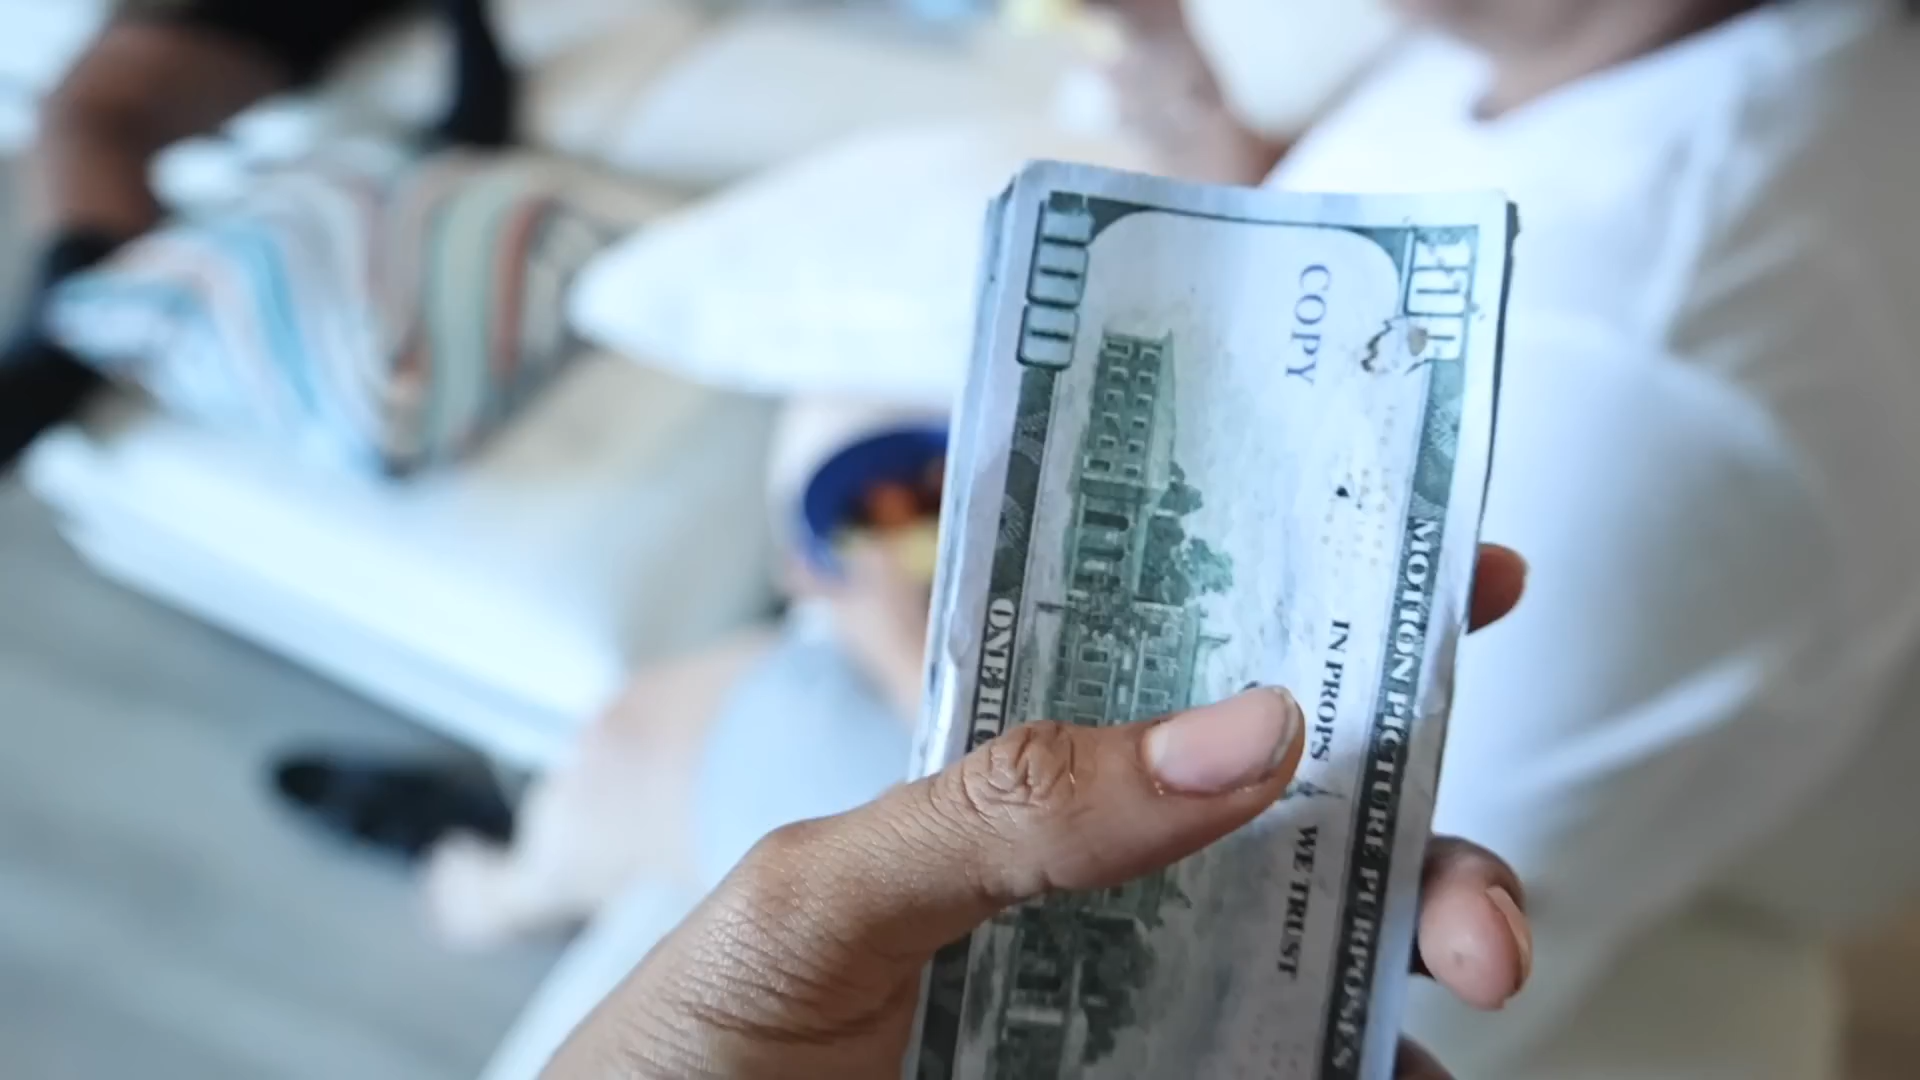 100
100
COPY
MOTION PICTURE PURPOSES
IN PROPS WE TRUST
ONE HU